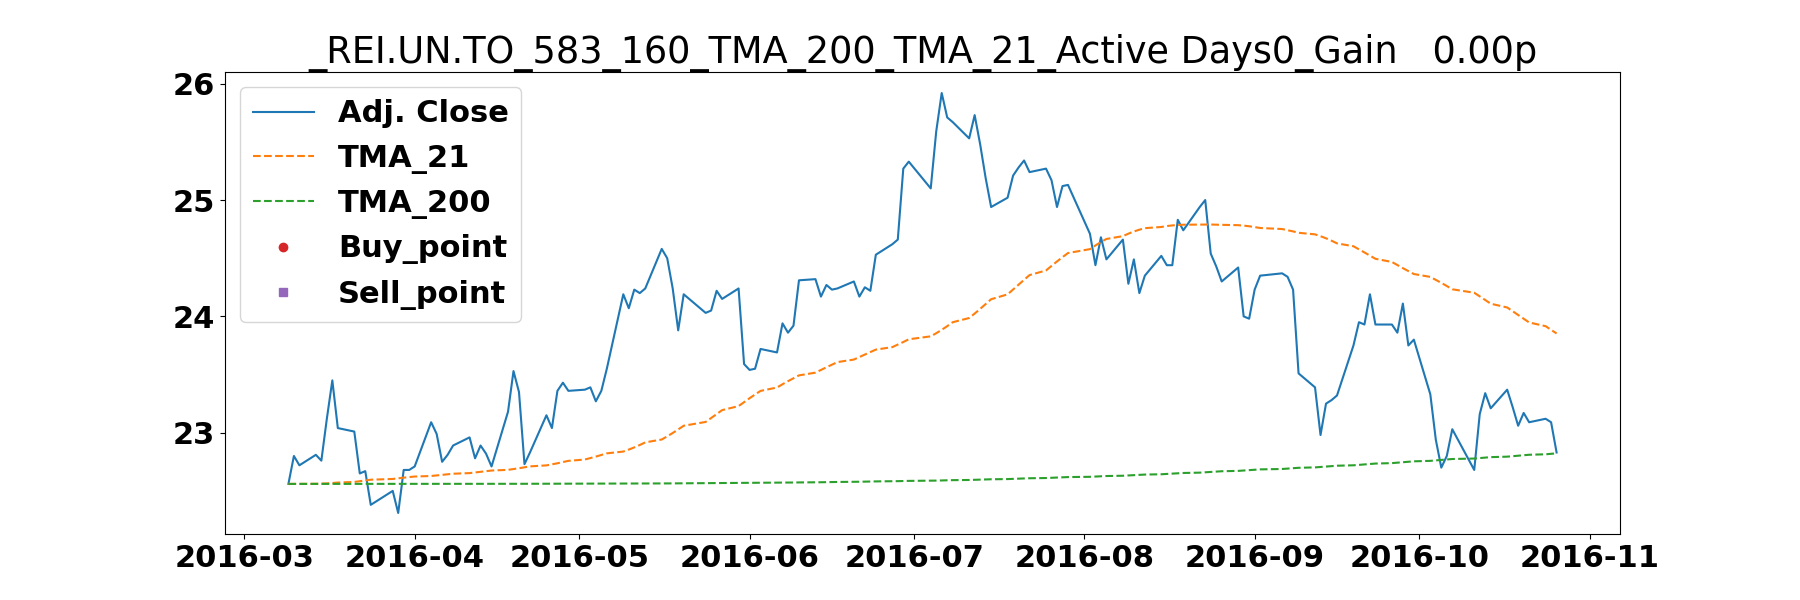 _REI.UN.TO_583_160_TMA_200_TMA_21_Active Days0_Gain   0.00p
26
25
24
23
Adj. Close
TMA_21
TMA_200
Buy_point
Sell_point
2016-03 2016-04 2016-05 2016-06 2016-07 2016-08 2016-09 2016-10 2016-11